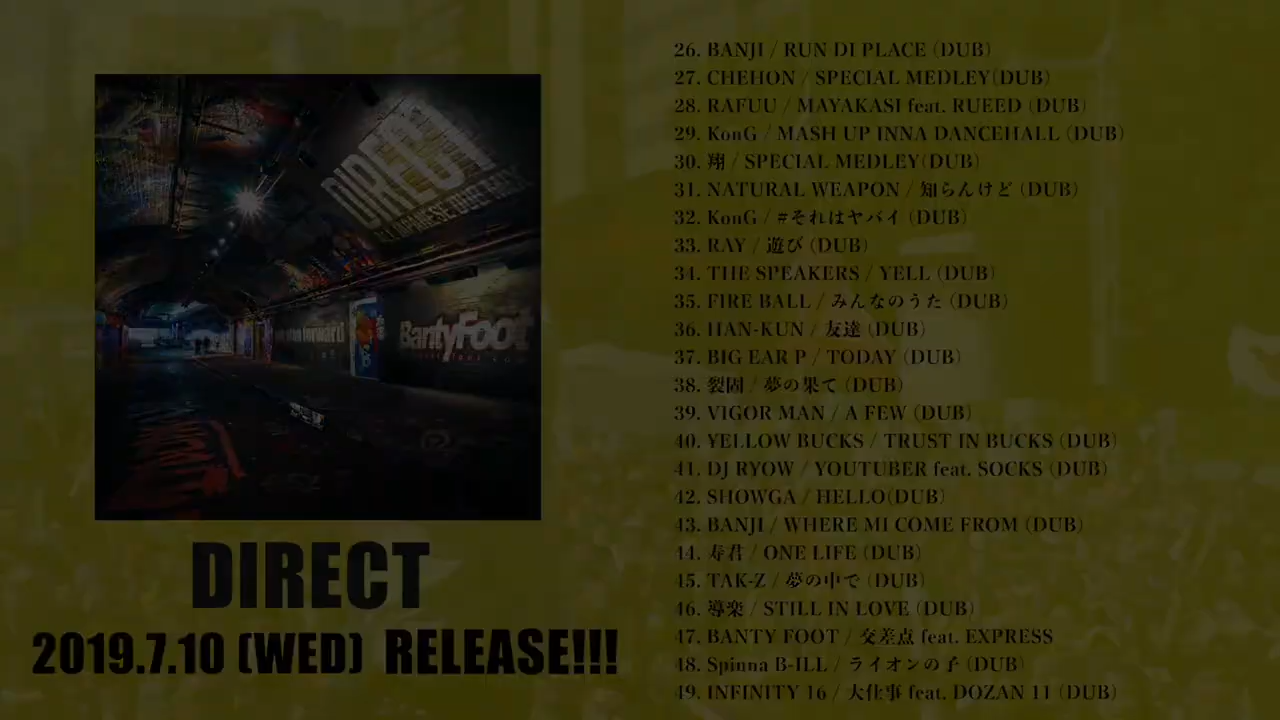 DIRECT
BantyFoot
DIRECT
2019.7.10 (WED) RELEASE!!!
26. BANJI / RUN DI PLACE (DUB)
27. CHEHON / SPECIAL MEDLEY(DUB)
28. RAFUU / MAYAKASI feat. RUEED (DUB)
29. KonG / MASH UP INNA DANCEHALL (DUB)
30. 翔 / SPECIAL MEDLEY(DUB)
31. NATURAL WEAPON / 知らんけど (DUB)
32. KonG / #それはヤバイ (DUB)
33. RAY / 遊び (DUB)
34. THE SPEAKERS / YELL (DUB)
35. FIRE BALL / みんなのうた (DUB)
36. HAN-KUN / 友達 (DUB)
37. BIG EAR P / TODAY (DUB)
38. 裂固 / 夢の果て (DUB)
39. VIGOR MAN / A FEW (DUB)
40. YELLOW BUCKS / TRUST IN BUCKS (DUB)
41. DJ RYOW / YOUTUBER feat. SOCKS (DUB)
42. SHOWGA / HELLO(DUB)
43. BANJI / WHERE MI COME FROM (DUB)
44. 寿君 / ONE LIFE (DUB)
45. TAK-Z / 夢の中で (DUB)
46. 導楽 / STILL IN LOVE (DUB)
47. BANTY FOOT / 交差点 feat. EXPRESS
48. Spinna B-ILL / ライオンの子 (DUB)
49. INFINITY 16 / 大仕事 feat. DOZAN 11 (DUB)